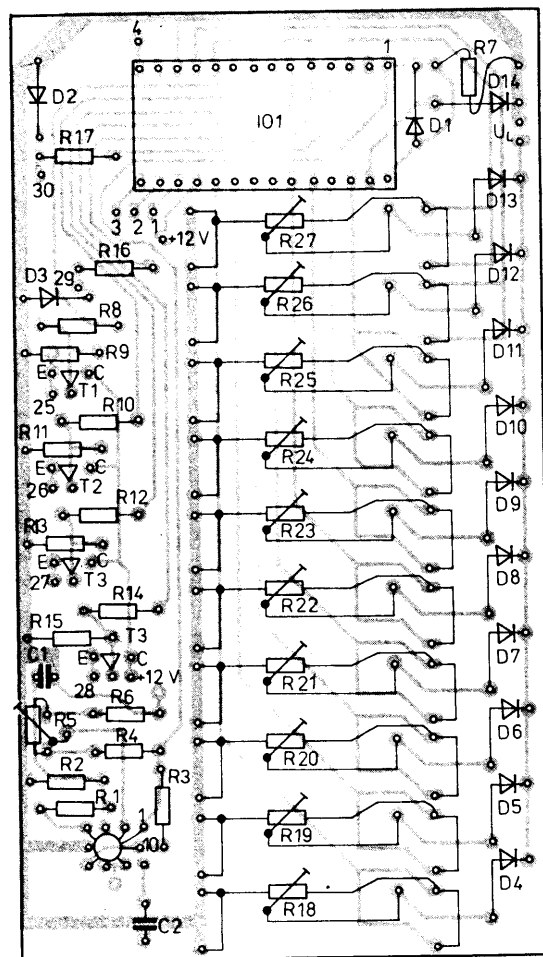 4
1
R7
D2
IO1
D1
D14
U_L
R17
30
D13
3 2 1
+12V
R27
R16
D12
D3
29
R26
R8
D11
R9
E
C
T1
R25
25
R10
D10
R11
E
C
R24
26
T2
D9
R12
R23
R13
E
C
D8
27
T3
R22
R14
R15
T3
D7
C1
E
C
R21
28
+12V
R6
D6
R5
R4
R20
R2
R3
D5
R1
1
R19
10
D4
R18
C2